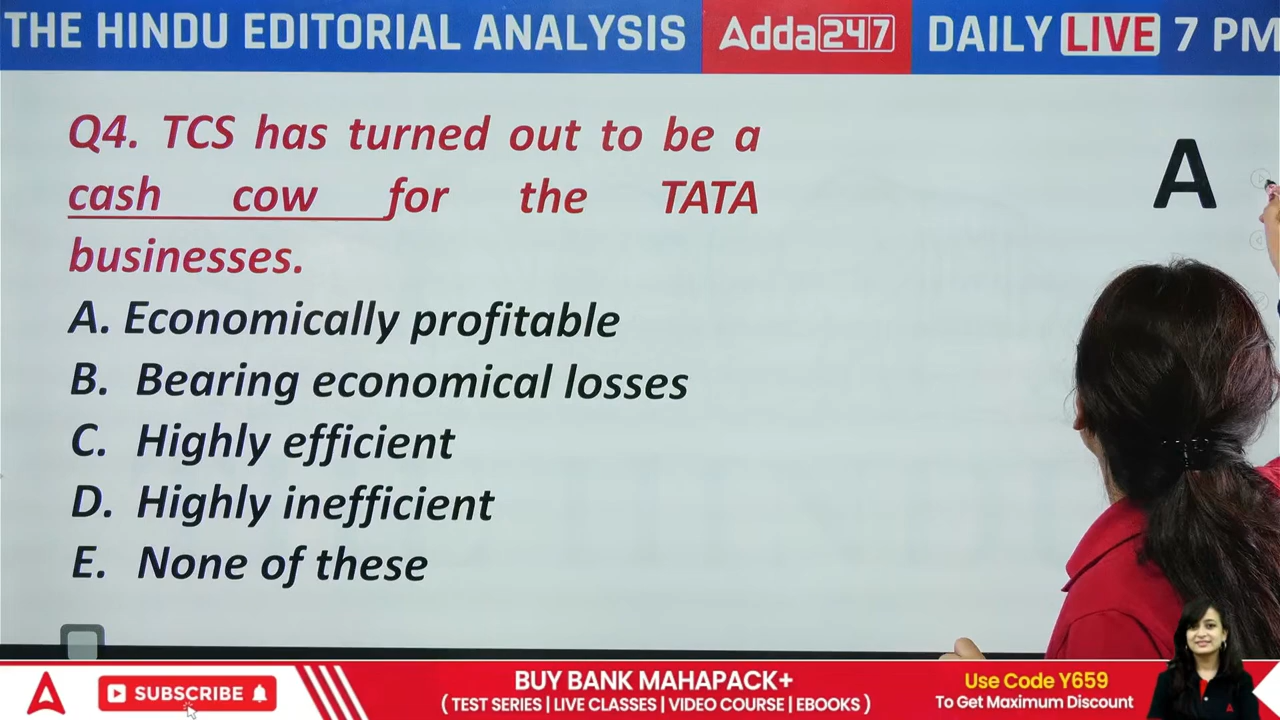 THE HINDU EDITORIAL ANALYSIS Adda247 DAILY LIVE 7 PM
Q4. TCS has turned out to be a
cash cow for the TATA
businesses.
A
A. Economically profitable
B. Bearing economical losses
C. Highly efficient
D. Highly inefficient
E. None of these
SUBSCRIBE
BUY BANK MAHAPACK+
( TEST SERIES | LIVE CLASSES | VIDEO COURSE | EBOOKS )
Use Code Y659
To Get Maximum Discount